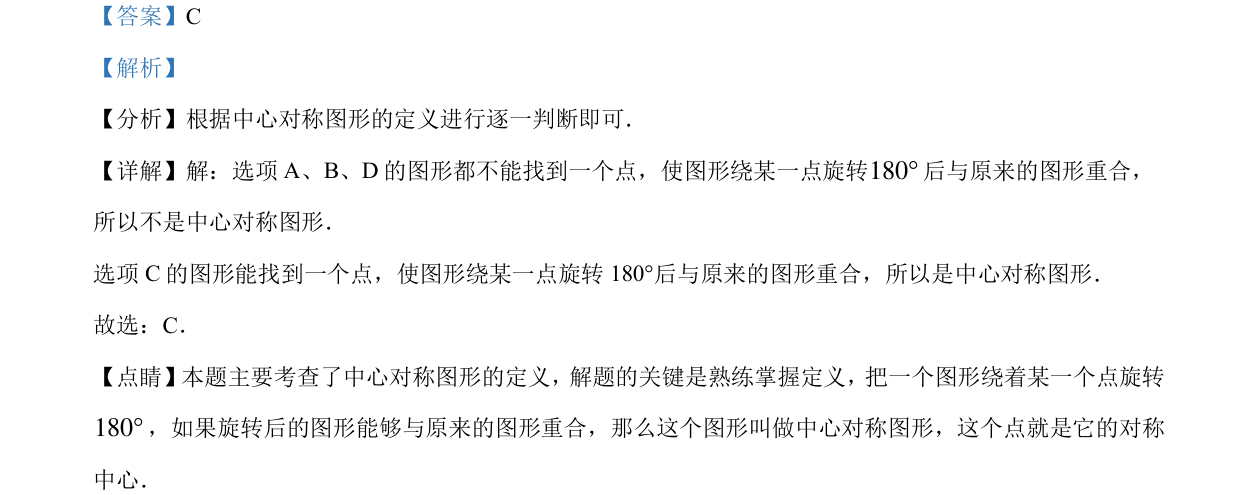 【答案】C
【解析】
【分析】根据中心对称图形的定义进行逐一判断即可．
【详解】解：选项 A、B、D 的图形都不能找到一个点，使图形绕某一点旋转180° 后与原来的图形重合，
所以不是中心对称图形．
选项 C 的图形能找到一个点，使图形绕某一点旋转 180°后与原来的图形重合，所以是中心对称图形．
故选：C．
【点睛】本题主要考查了中心对称图形的定义，解题的关键是熟练掌握定义，把一个图形绕着某一个点旋转
180°，如果旋转后的图形能够与原来的图形重合，那么这个图形叫做中心对称图形，这个点就是它的对称
中心．